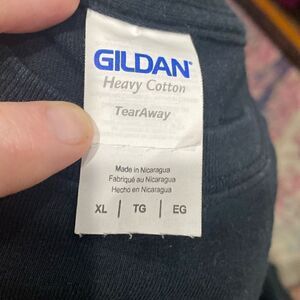 GILDAN®
Heavy Cotton
TearAway
Made in Nicaragua
Fabriqué au Nicaragua
Hecho en Nicaragua
XL | TG | EG